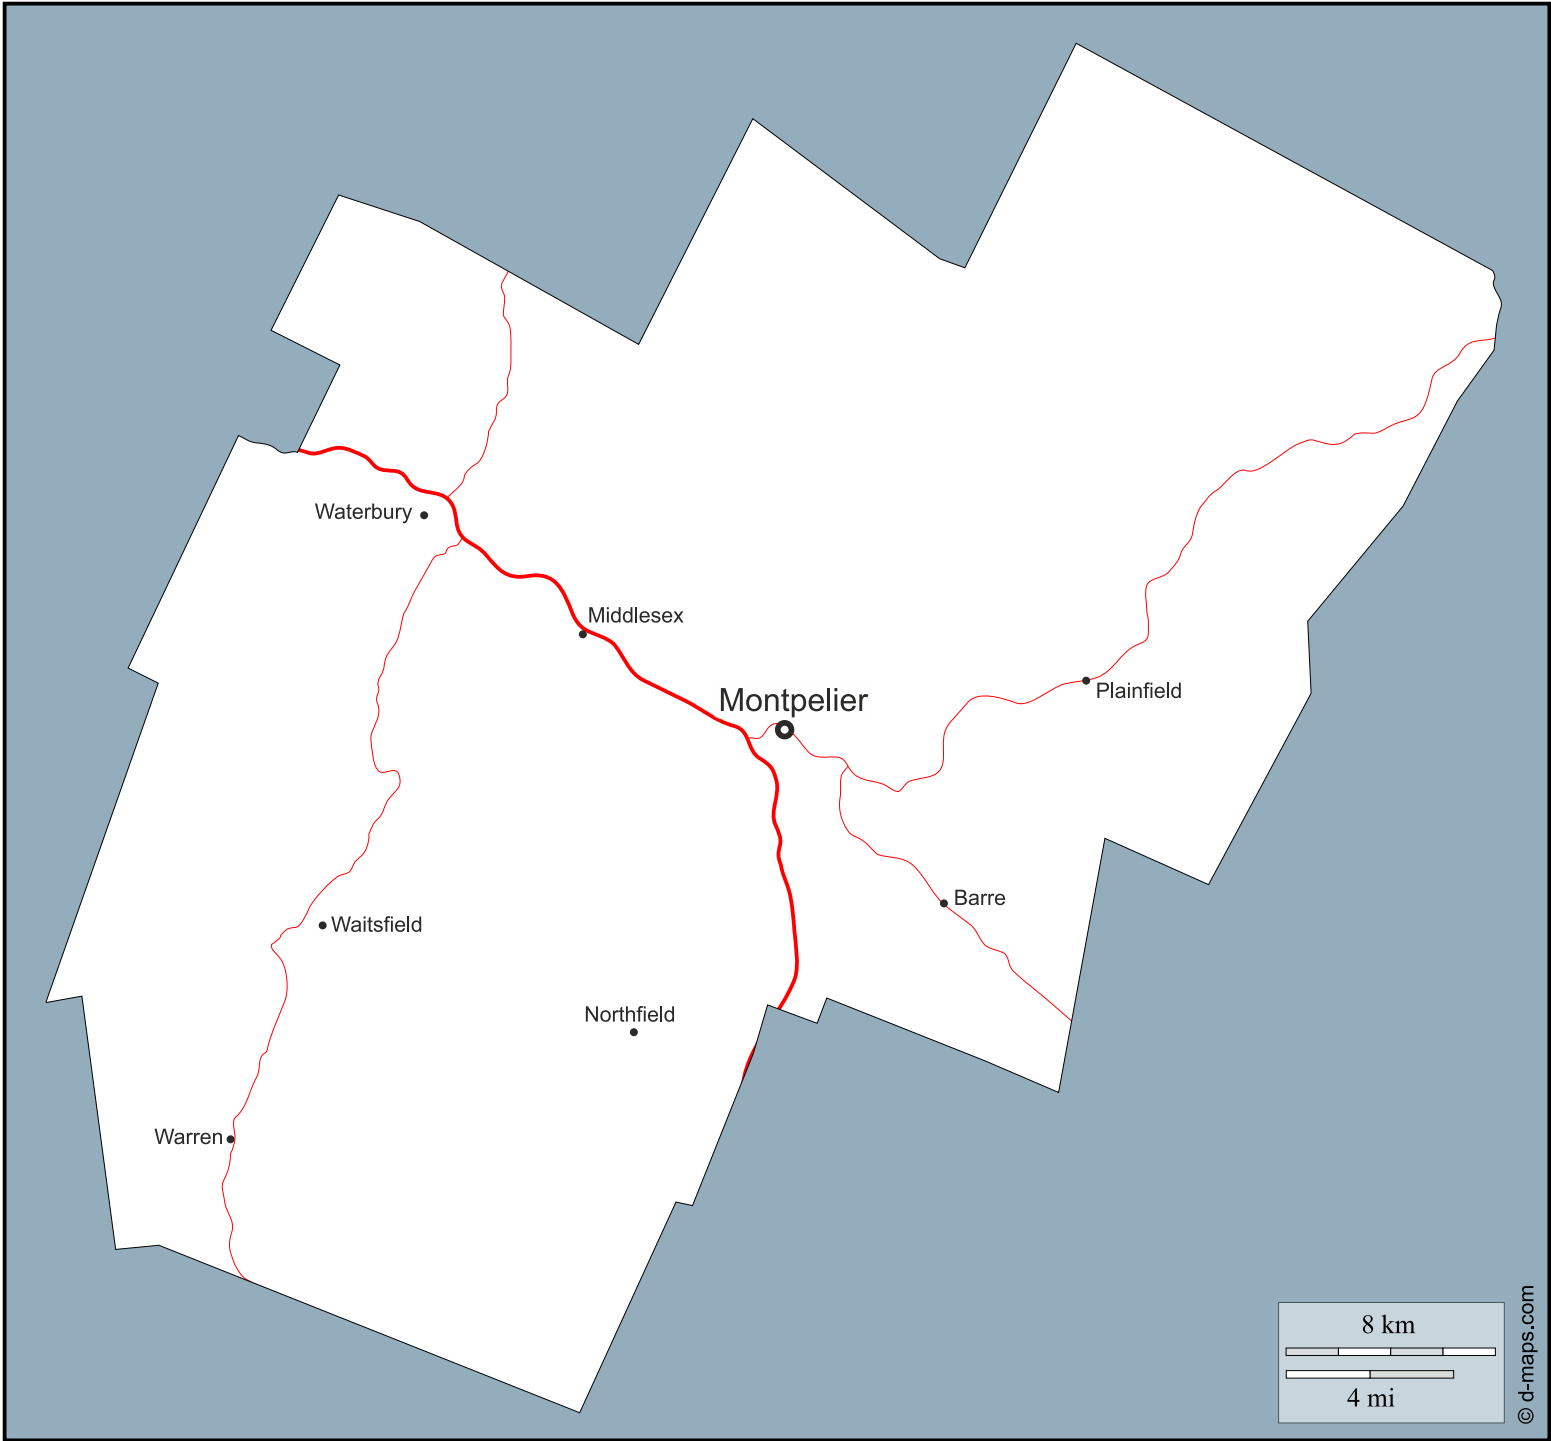 Waterbury
Middlesex
Montpelier
Plainfield
Barre
Waitsfield
Northfield
Warren
8 km
4 mi
© d-maps.com